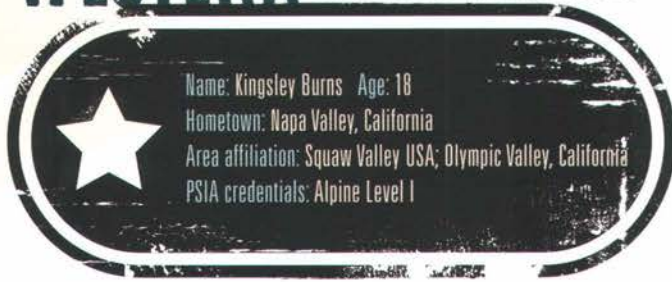 Name: Kingsley Burns Age: 18
Hometown: Napa Valley, California
Area affiliation: Squaw Valley USA; Olympic Valley, California
PSIA credentials: Alpine Level I